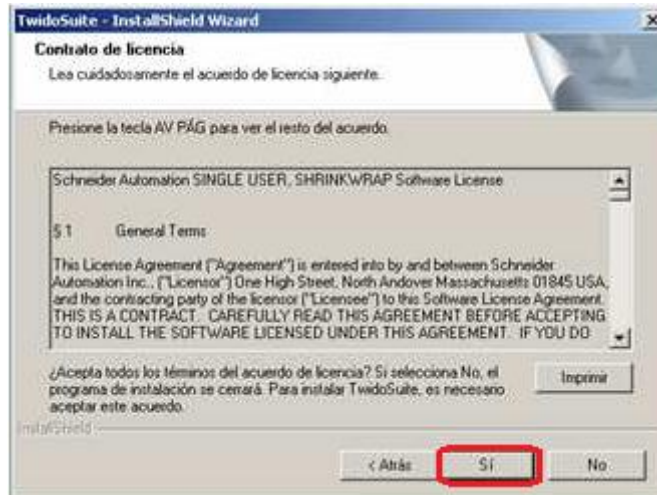 TwidoSuite - InstallShield Wizard
Contrato de licencia
Lea cuidadosamente el acuerdo de licencia siguiente.
Presione la tecla AV PÁG para ver el resto del acuerdo.
Schneider Automation SINGLE USER, SHRINKWRAP Software License
§ 1 General Terms
This License Agreement ("Agreement") is entered into by and between Schneider
Automation Inc., ("Licensor") One High Street, North Andover Massachusetts 01845 USA,
and the contracting party of the licensor ("Licensee") to this Software License Agreement.
THIS IS A CONTRACT. CAREFULLY READ THIS AGREEMENT BEFORE ACCEPTING
TO INSTALL THE SOFTWARE LICENSED UNDER THIS AGREEMENT. IF YOU DO
¿Acepta todos los términos del acuerdo de licencia? Si selecciona No, el
programa de instalación se cerrará. Para instalar TwidoSuite, es necesario
aceptar este acuerdo.
Imprimir
InstallShield
< Atrás
Sí
No